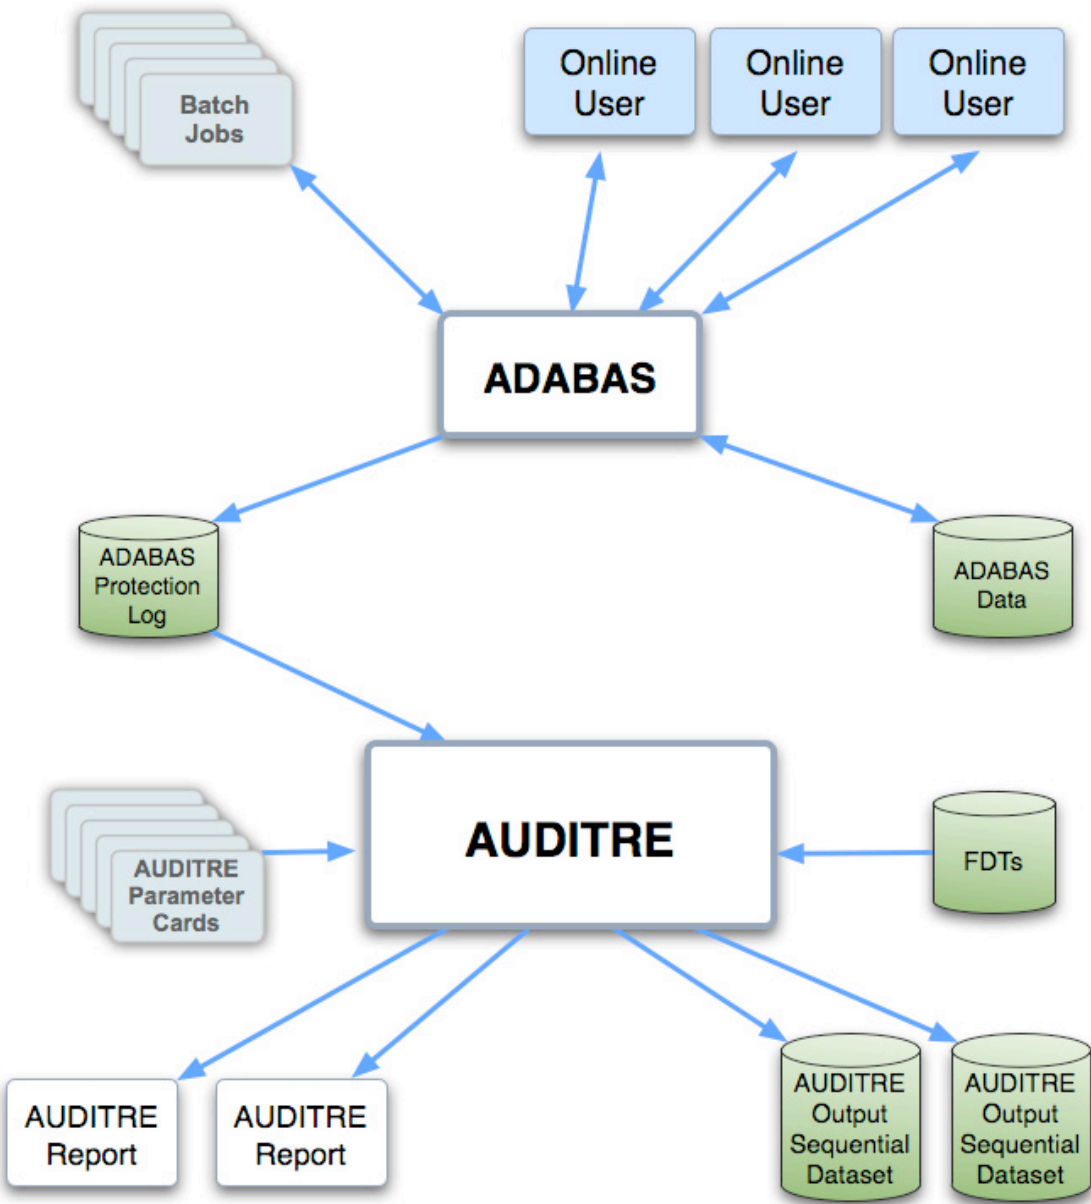 Batch
Jobs
Online
User
Online
User
Online
User
ADABAS
ADABAS
Protection
Log
ADABAS
Data
AUDITRE
AUDITRE
Parameter
Cards
FDTs
AUDITRE
Report
AUDITRE
Report
AUDITRE
Output
Sequential
Dataset
AUDITRE
Output
Sequential
Dataset